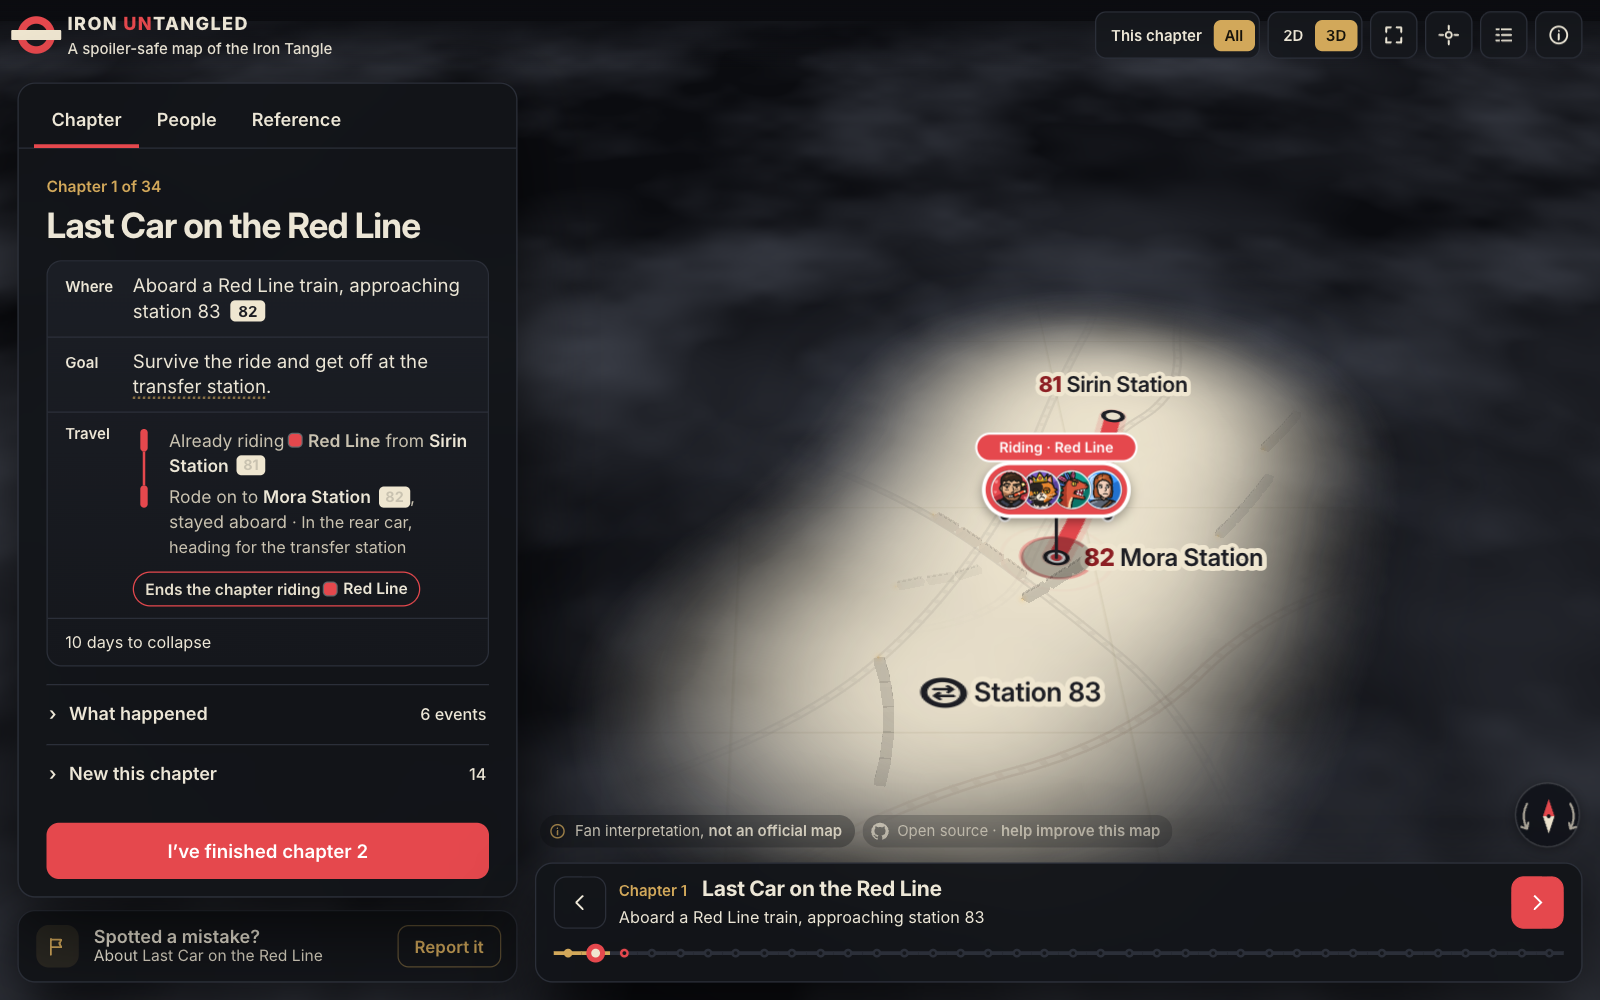 IRON UNTANGLED
A spoiler-safe map of the Iron Tangle
This chapter All
2D 3D
Chapter People Reference
Chapter 1 of 34
Last Car on the Red Line
Where Aboard a Red Line train, approaching
station 83 82
Goal Survive the ride and get off at the
transfer station.
Travel Already riding Red Line from Sirin
Station 81
Rode on to Mora Station 82,
stayed aboard · In the rear car,
heading for the transfer station
Ends the chapter riding Red Line
10 days to collapse
› What happened 6 events
› New this chapter 14
I’ve finished chapter 2
Spotted a mistake?
About Last Car on the Red Line
Report it
81 Sirin Station
Riding · Red Line
82 Mora Station
Station 83
Fan interpretation, not an official map
Open source · help improve this map
Chapter 1 Last Car on the Red Line
Aboard a Red Line train, approaching station 83